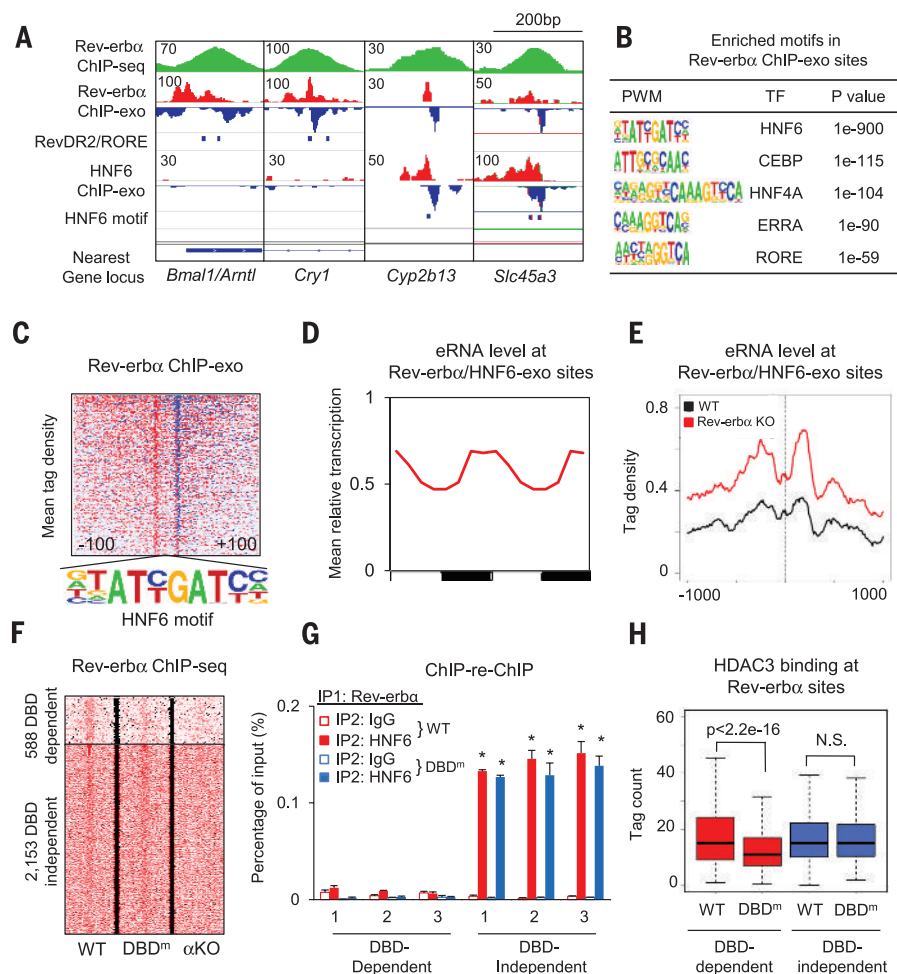 A
200bp
Rev-erbα
ChIP-seq
70
100
30
30
Rev-erbα
ChIP-exo
100
100
30
50
RevDR2/RORE
HNF6
ChIP-exo
30
30
50
100
HNF6 motif
Nearest
Gene locus
Bmal1/Arntl
Cry1
Cyp2b13
Slc45a3
B
Enriched motifs in
Rev-erbα ChIP-exo sites
PWM TF P value
HNF6 1e-900
CEBP 1e-115
HNF4A 1e-104
ERRA 1e-90
RORE 1e-59
C
Rev-erbα ChIP-exo
Mean tag density
-100 +100
ATCGATC
HNF6 motif
D
eRNA level at
Rev-erbα/HNF6-exo sites
Mean relative transcription
1
0.5
0
E
eRNA level at
Rev-erbα/HNF6-exo sites
WT
Rev-erbα KO
Tag density
0.8
0.4
0
-1000 1000
F
Rev-erbα ChIP-seq
588 DBD
dependent
2,153 DBD
independent
WT DBDᵐ αKO
G
ChIP-re-ChIP
IP1: Rev-erbα
IP2: IgG
IP2: HNF6
WT
IP2: IgG
IP2: HNF6
DBDᵐ
Percentage of input (%)
0.2
0.1
0
* * * * * *
1 2 3 1 2 3
DBD-
Dependent
DBD-
Independent
H
HDAC3 binding at
Rev-erbα sites
p<2.2e-16
N.S.
Tag count
60
40
20
0
WT DBDᵐ WT DBDᵐ
DBD-
dependent
DBD-
independent